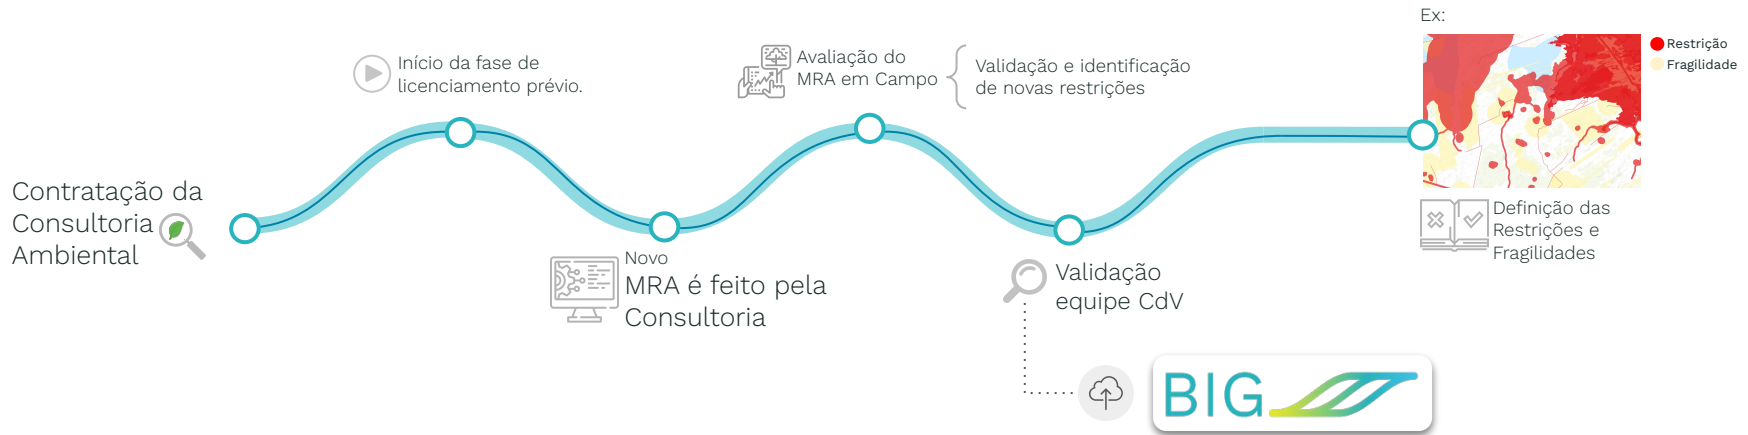 Contratação da
Consultoria
Ambiental
Início da fase de
licenciamento prévio.
Novo
MRA é feito pela
Consultoria
Avaliação do
MRA em Campo
Validação e identificação
de novas restrições
Validação
equipe CdV
BIG
Ex:
Restrição
Fragilidade
Definição das
Restrições e
Fragilidades